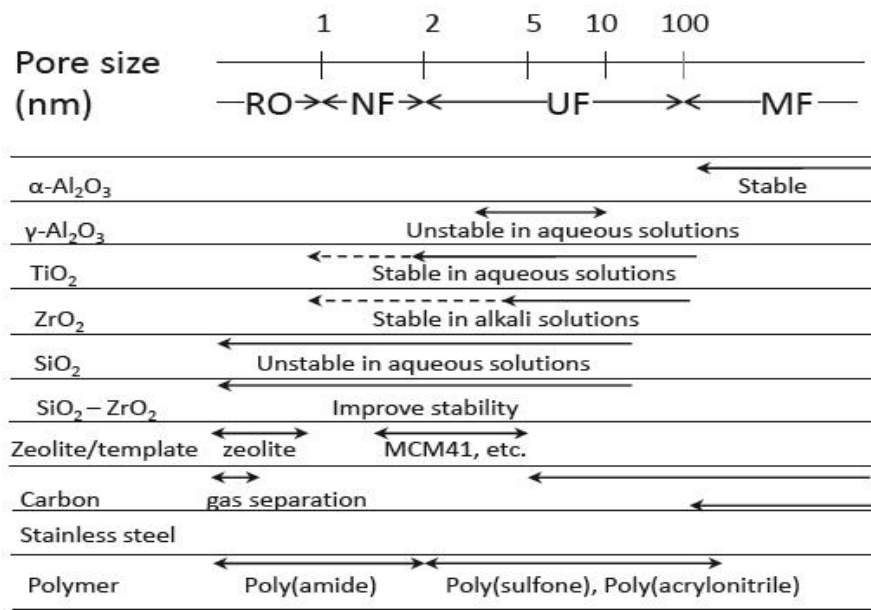 1 2 5 10 100
Pore size
(nm)
RO NF UF MF
α-Al₂O₃ Stable
γ-Al₂O₃ Unstable in aqueous solutions
TiO₂ Stable in aqueous solutions
ZrO₂ Stable in alkali solutions
SiO₂ Unstable in aqueous solutions
SiO₂ – ZrO₂ Improve stability
Zeolite/template zeolite MCM41, etc.
Carbon gas separation
Stainless steel
Polymer Poly(amide) Poly(sulfone), Poly(acrylonitrile)